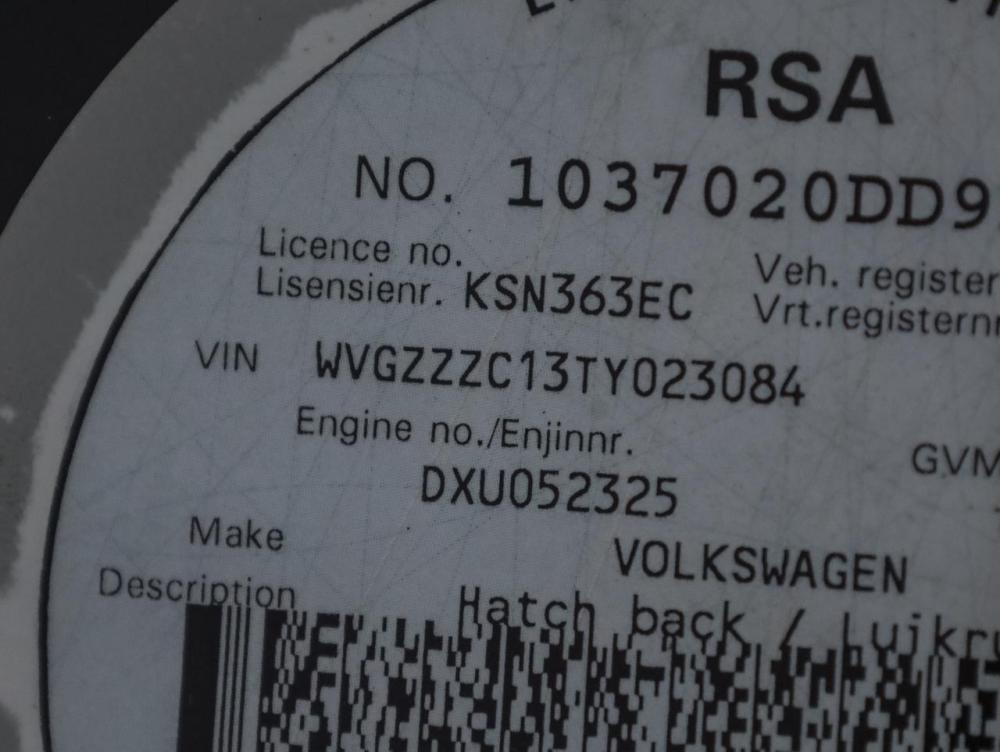 RSA
NO. 1037020DD9
Licence no.
Lisensienr. KSN363EC
Veh. register
Vrt.registernr
VIN WVGZZZC13TY023084
Engine no./Enjinnr.
DXU052325
GVM
Make VOLKSWAGEN
Description Hatch back / Luikru